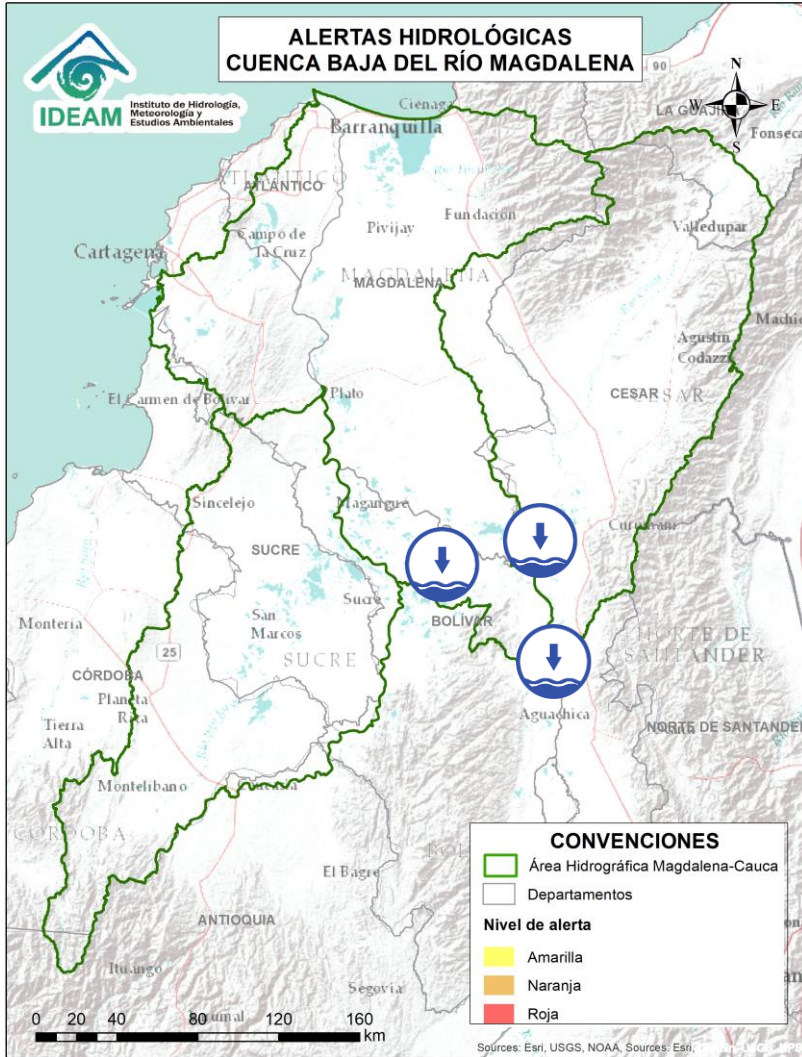 ALERTAS HIDROLÓGICAS
CUENCA BAJA DEL RÍO MAGDALENA
IDEAM
Instituto de Hidrología,
Meteorología y
Estudios Ambientales
N
W
E
S
90
LA GUAJIRA
Fonseca
Ciénaga
Barranquilla
ATLÁNTICO
Fundación
Pivijay
Valledupar
Campo de
la Cruz
Cartagena
MAGDALENA
MAGDALENA
Agustín
Codazzi
CESAR
CESAR
Plato
El Carmen de Bolívar
Magangué
Sincelejo
Curumaní
SUCRE
Sucre
BOLÍVAR
San
Marcos
SUCRE
Montería
25
NORTE DE
SANTANDER
CÓRDOBA
Planeta
Rica
Aguachica
Tierra
Alta
NORTE DE SANTANDER
Montelíbano
CÓRDOBA
El Bagre
ANTIOQUIA
Ituango
Segovia
0 20 40 80 120 160
km
CONVENCIONES
Área Hidrográfica Magdalena-Cauca
Departamentos
Nivel de alerta
Amarilla
Naranja
Roja
Sources: Esri, USGS, NOAA, Sources: Esri,